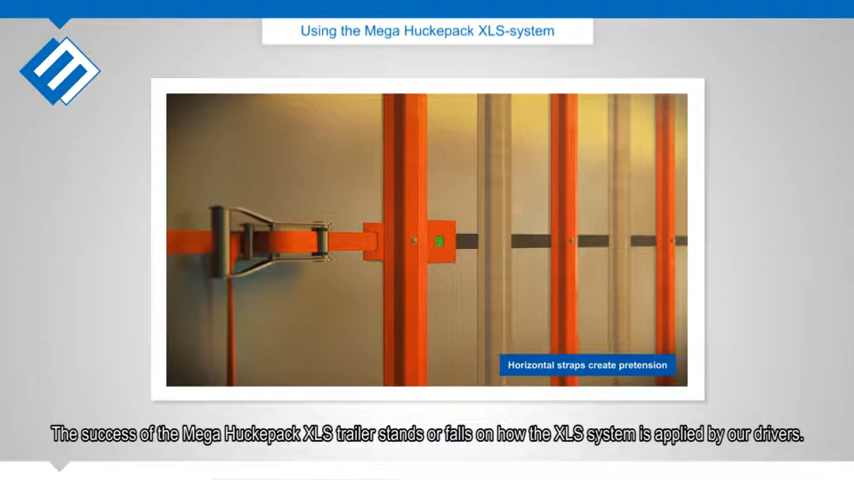 Using the Mega Huckepack XLS-system
Horizontal straps create pretension
The success of the Mega Huckepack XLS trailer stands or falls on how the XLS system is applied by our drivers.